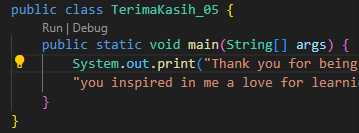 public class TerimaKasih_05 {
Run | Debug
public static void main(String[] args) {
System.out.print("Thank you for being
"you inspired in me a love for learni
}
}